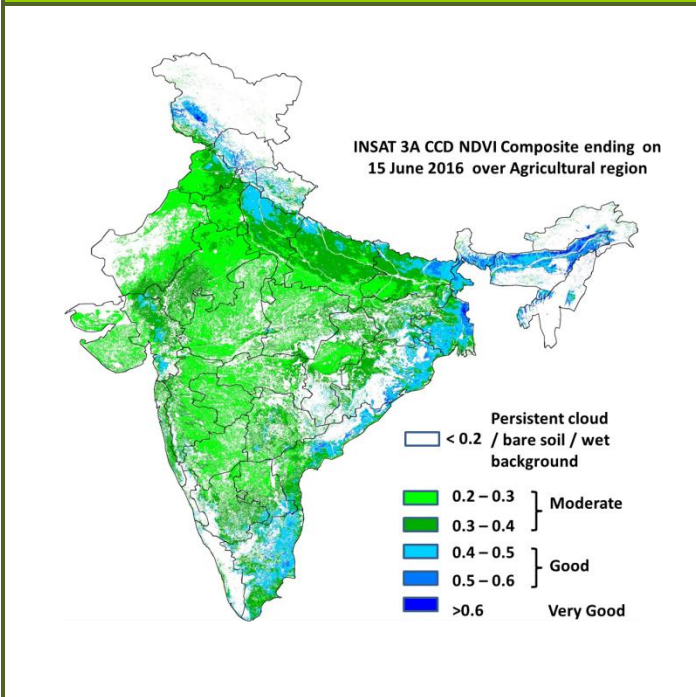 INSAT 3A CCD NDVI Composite ending on
15 June 2016 over Agricultural region
Persistent cloud
< 0.2 / bare soil / wet
background
0.2 – 0.3
Moderate
0.3 – 0.4
0.4 – 0.5
Good
0.5 – 0.6
>0.6 Very Good